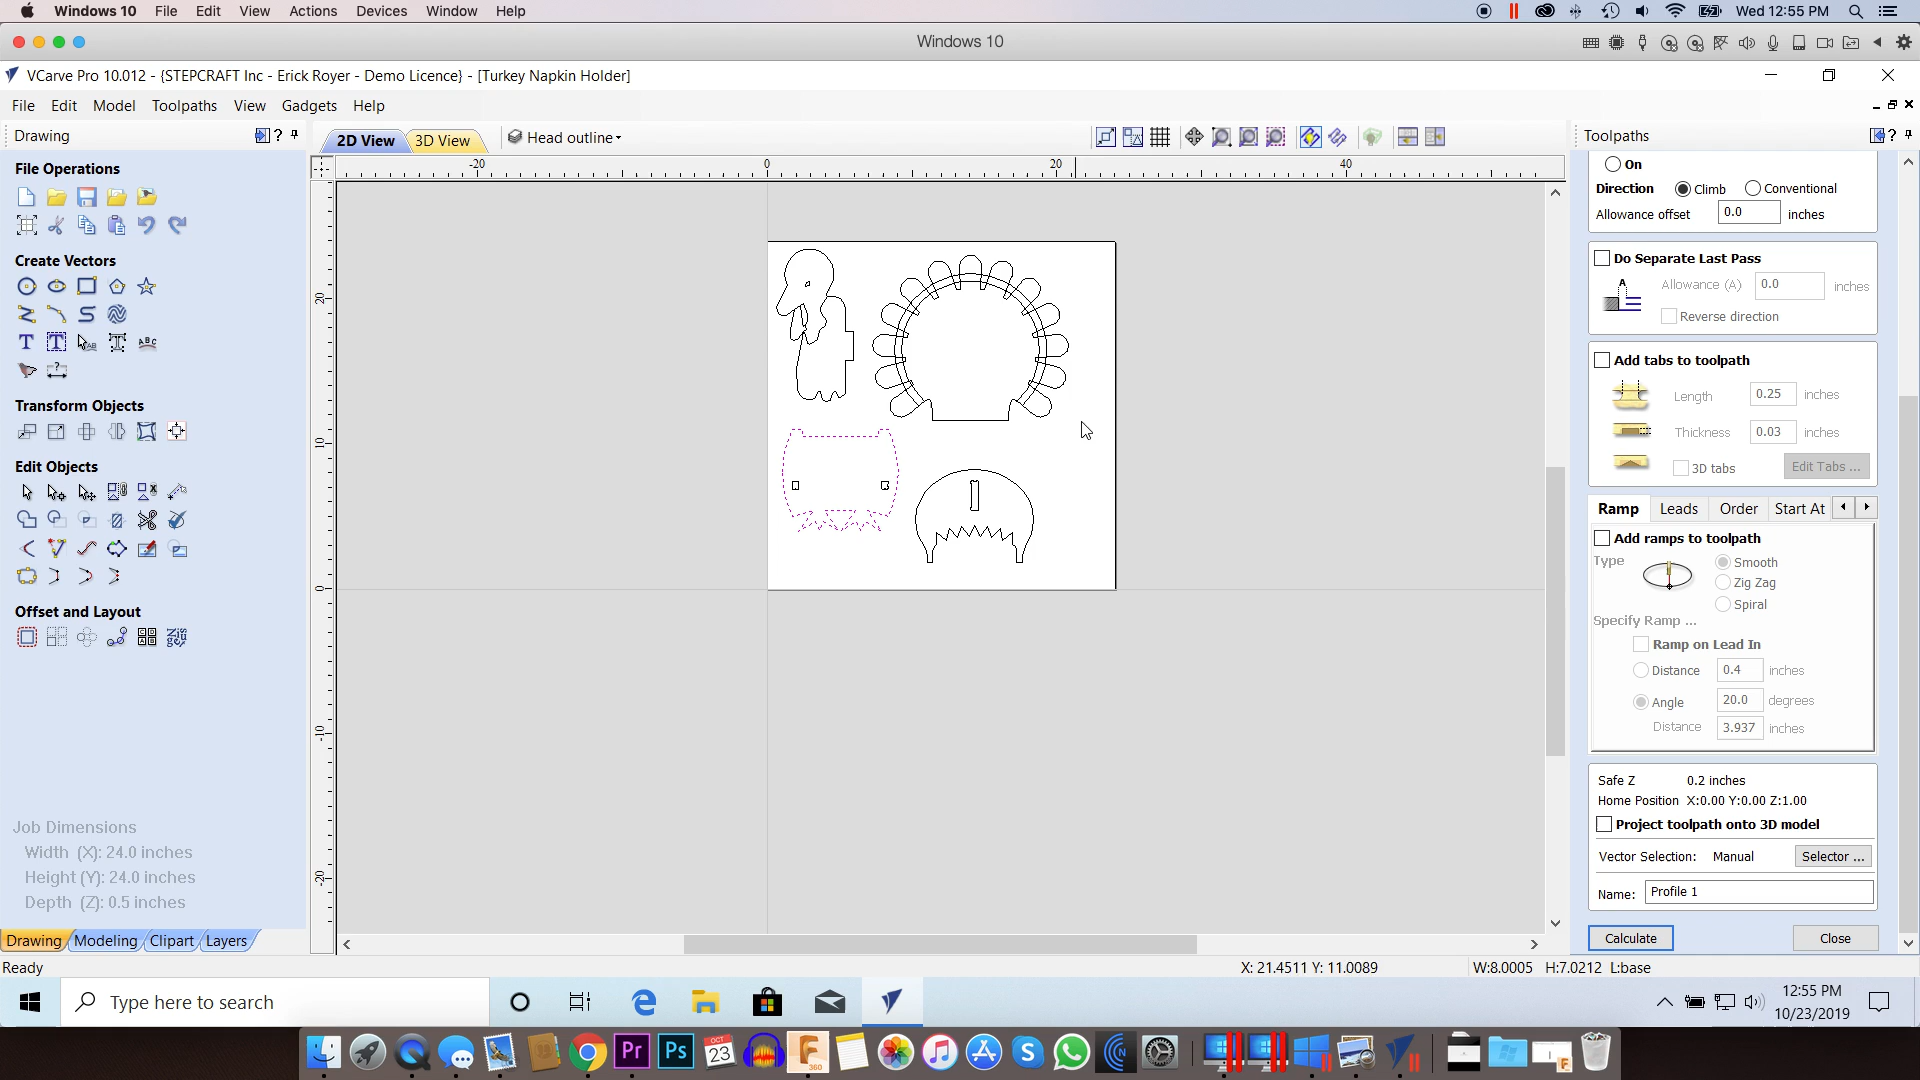 Windows 10 File Edit View Actions Devices Window Help
Wed 12:55 PM
Windows 10
VCarve Pro 10.012 - {STEPCRAFT Inc - Erick Royer - Demo Licence} - [Turkey Napkin Holder]
File Edit Model Toolpaths View Gadgets Help
Drawing
File Operations
Create Vectors
Transform Objects
Edit Objects
Offset and Layout
Job Dimensions
Width (X): 24.0 inches
Height (Y): 24.0 inches
Depth (Z): 0.5 inches
Drawing Modeling Clipart Layers
Ready
2D View 3D View Head outline
-20 0 20 40
20
10
0
-10
-20
X: 21.4511 Y: 11.0089
W:8.0005 H:7.0212 L:base
Toolpaths
On
Direction Climb Conventional
Allowance offset 0.0 inches
Do Separate Last Pass
A
Allowance (A) 0.0 inches
Reverse direction
Add tabs to toolpath
Length 0.25 inches
Thickness 0.03 inches
3D tabs Edit Tabs ...
Ramp Leads Order Start At
Add ramps to toolpath
Type Smooth
Zig Zag
Spiral
Specify Ramp ...
Ramp on Lead In
Distance 0.4 inches
Angle 20.0 degrees
Distance 3.937 inches
Safe Z 0.2 inches
Home Position X:0.00 Y:0.00 Z:1.00
Project toolpath onto 3D model
Vector Selection: Manual Selector ...
Name: Profile 1
Calculate Close
Type here to search
12:55 PM
10/23/2019
Pr Ps OCT 23 F 360